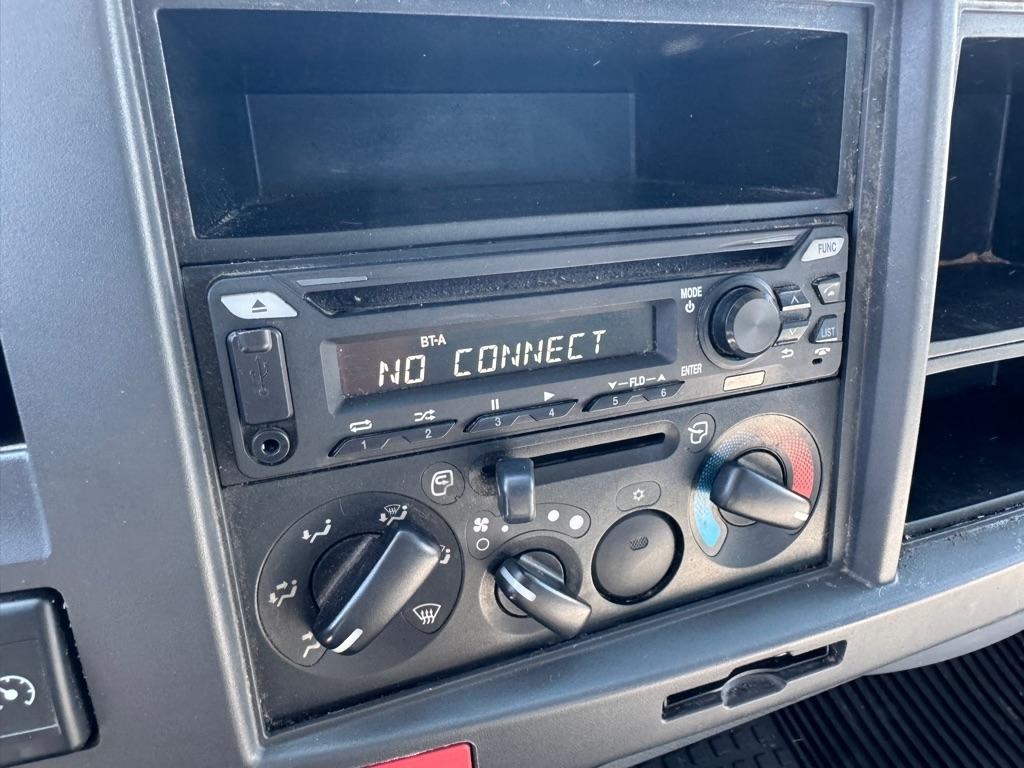 FUNC
MODE
BT-A
NO CONNECT
LIST
ENTER
FLD
1 2 3 4 5 6